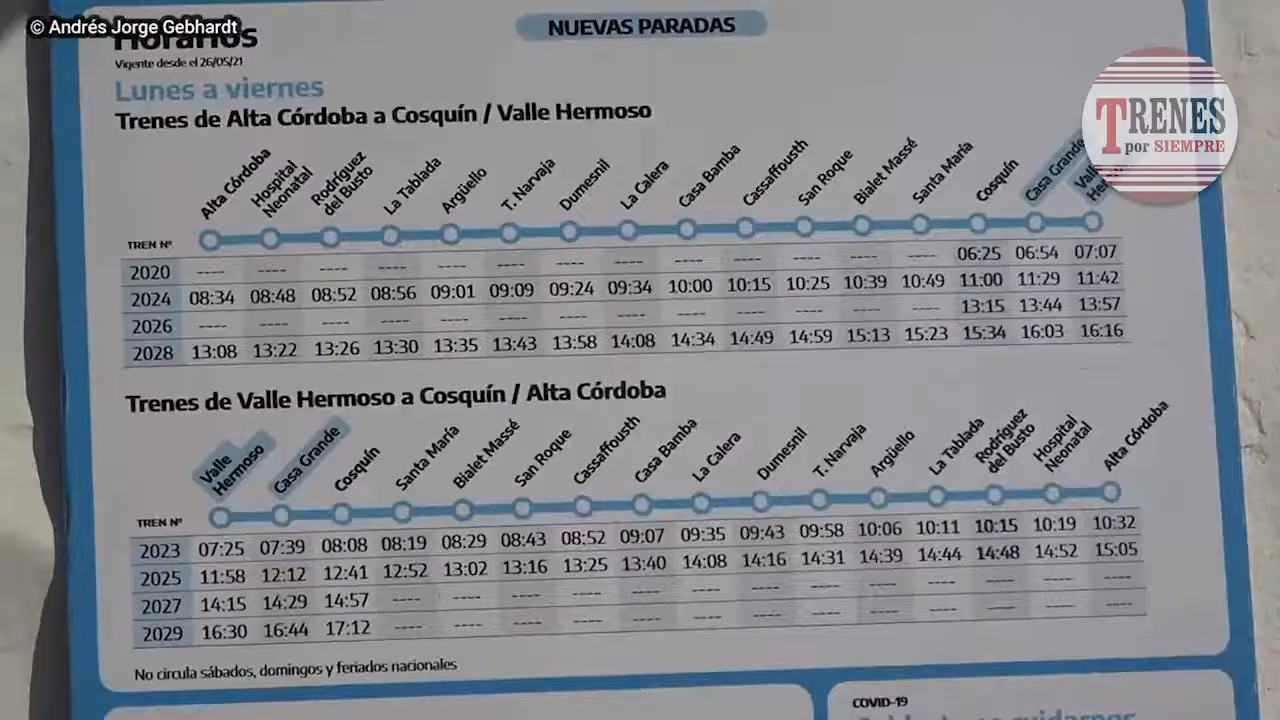 © Andrés Jorge Gebhardt
Horarios
NUEVAS PARADAS
TRENES
por SIEMPRE
Vigente desde el 26/05/21
Lunes a viernes
Trenes de Alta Córdoba a Cosquín / Valle Hermoso
Alta Córdoba
Hospital Neonatal
Rodríguez del Busto
La Tablada
Argüello
T. Narvaja
Dumesnil
La Calera
Casa Bamba
Cassaffousth
San Roque
Bialet Massé
Santa María
Cosquín
Casa Grande
TREN Nº
2020 ---- ---- ---- ---- ---- ---- ---- ---- ---- ---- ---- ---- ---- 06:25 06:54 07:07
2024 08:34 08:48 08:52 08:56 09:01 09:09 09:24 09:34 10:00 10:15 10:25 10:39 10:49 11:00 11:29 11:42
2026 ---- ---- ---- ---- ---- ---- ---- ---- ---- ---- ---- ---- ---- 13:15 13:44 13:57
2028 13:08 13:22 13:26 13:30 13:35 13:43 13:58 14:08 14:34 14:49 14:59 15:13 15:23 15:34 16:03 16:16
Trenes de Valle Hermoso a Cosquín / Alta Córdoba
Valle Hermoso
Casa Grande
Cosquín
Santa María
Bialet Massé
San Roque
Cassaffousth
Casa Bamba
La Calera
Dumesnil
T. Narvaja
Argüello
La Tablada
Rodríguez del Busto
Hospital Neonatal
Alta Córdoba
TREN Nº
2023 07:25 07:39 08:08 08:19 08:29 08:43 08:52 09:07 09:35 09:43 09:58 10:06 10:11 10:15 10:19 10:32
2025 11:58 12:12 12:41 12:52 13:02 13:16 13:25 13:40 14:08 14:16 14:31 14:39 14:44 14:48 14:52 15:05
2027 14:15 14:29 14:57 ---- ---- ---- ---- ---- ---- ---- ---- ---- ---- ---- ---- ----
2029 16:30 16:44 17:12 ---- ---- ---- ---- ---- ---- ---- ---- ---- ---- ---- ---- ----
No circula sábados, domingos y feriados nacionales
COVID-19